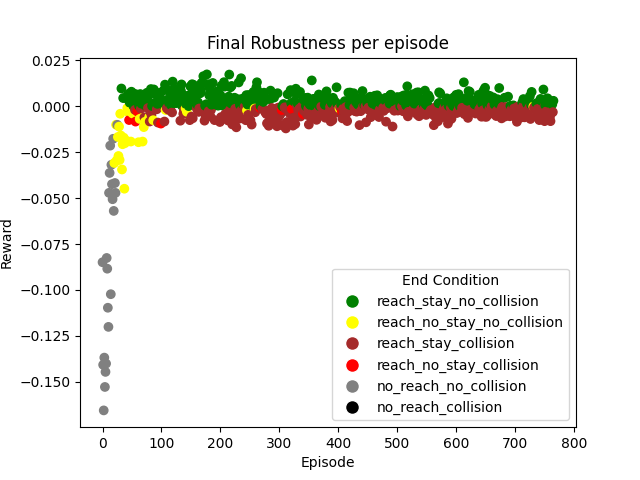 Final Robustness per episode
0.025
0.000
−0.025
−0.050
−0.075
−0.100
−0.125
−0.150
Reward
End Condition
reach_stay_no_collision
reach_no_stay_no_collision
reach_stay_collision
reach_no_stay_collision
no_reach_no_collision
no_reach_collision
0 100 200 300 400 500 600 700 800
Episode